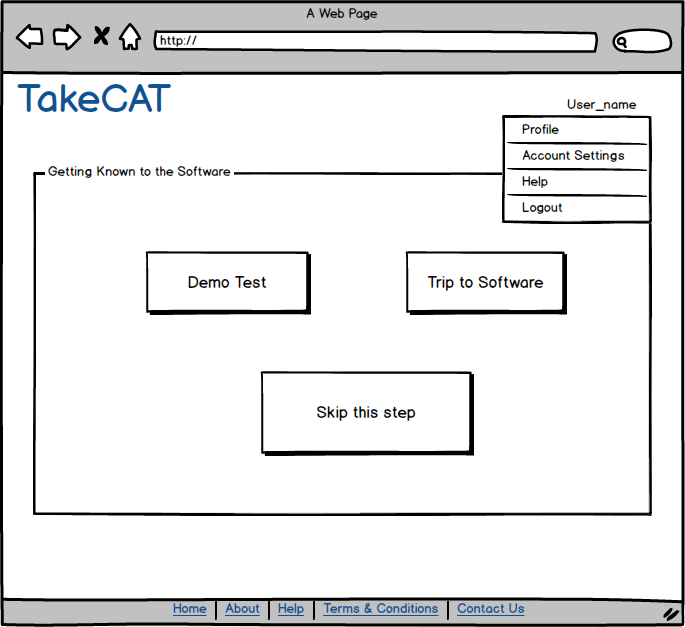 A Web Page
http://
TakeCAT
User_name
Profile
Account Settings
Help
Logout
Getting Known to the Software
Demo Test
Trip to Software
Skip this step
Home About Help Terms & Conditions Contact Us